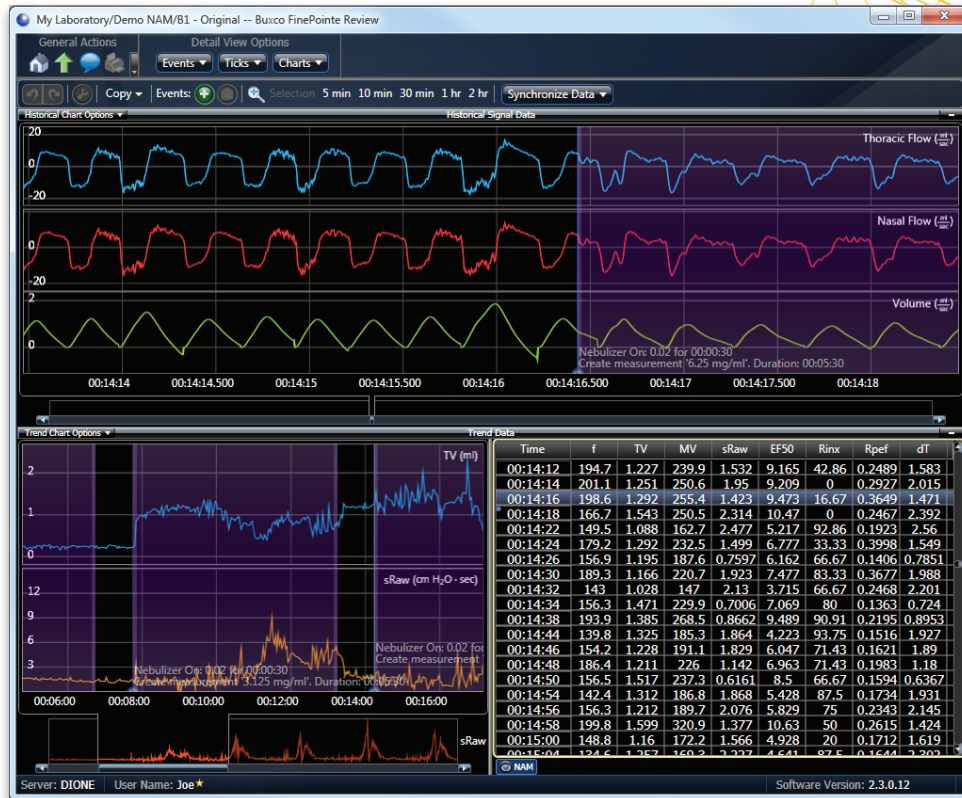 My Laboratory/Demo NAM/B1 - Original -- Buxco FinePointe Review
General Actions Detail View Options
Events Ticks Charts
Copy Events: Selection 5 min 10 min 30 min 1 hr 2 hr Synchronize Data
Historical Chart Options Historical Signal Data
Thoracic Flow (ml/sec)
20
0
-20
Nasal Flow (ml/sec)
0
-20
Volume (ml/sec)
2
0
Nebulizer On: 0.02 for 00:00:30
Create measurement '6.25 mg/ml'. Duration: 00:05:30
00:14:14 00:14:14.500 00:14:15 00:14:15.500 00:14:16 00:14:16.500 00:14:17 00:14:17.500 00:14:18
Trend Chart Options Trend Data
TV (ml)
2
1
0
sRaw (cm H₂O · sec)
12
9
6
3
Nebulizer On: 0.02 for 00:00:30
Create measurement '3.125 mg/ml'. Duration: 00:05:30
Nebulizer On: 0.02 for
Create measurement
00:06:00 00:08:00 00:10:00 00:12:00 00:14:00 00:16:00
sRaw
Time f TV MV sRaw EF50 Rinx Rpef dT
00:14:12 194.7 1.227 239.9 1.532 9.165 42.86 0.2489 1.583
00:14:14 201.1 1.251 250.6 1.95 9.209 0 0.2927 2.015
00:14:16 198.6 1.292 255.4 1.423 9.473 16.67 0.3649 1.471
00:14:18 166.7 1.543 250.5 2.314 10.47 0 0.2467 2.392
00:14:22 149.5 1.088 162.7 2.477 5.217 92.86 0.1923 2.56
00:14:24 179.2 1.292 232.5 1.499 6.777 33.33 0.3998 1.549
00:14:26 156.9 1.195 187.6 0.7597 6.162 66.67 0.1406 0.7851
00:14:30 189.3 1.166 220.7 1.923 7.477 83.33 0.3677 1.988
00:14:32 143 1.028 147 2.13 3.715 66.67 0.2468 2.201
00:14:34 156.3 1.471 229.9 0.7006 7.069 80 0.1363 0.724
00:14:38 193.9 1.385 268.5 0.8662 9.489 90.91 0.2195 0.8953
00:14:44 139.8 1.325 185.3 1.864 4.223 93.75 0.1516 1.927
00:14:46 154.2 1.228 191.1 1.829 6.047 71.43 0.1621 1.89
00:14:48 186.4 1.211 226 1.142 6.963 71.43 0.1983 1.18
00:14:50 156.5 1.517 237.3 0.6161 8.5 66.67 0.1594 0.6367
00:14:54 142.4 1.312 186.8 1.868 5.428 87.5 0.1734 1.931
00:14:56 156.3 1.212 189.7 2.076 5.829 75 0.2343 2.145
00:14:58 199.8 1.599 320.9 1.377 10.63 50 0.2615 1.424
00:15:00 148.8 1.16 172.2 1.566 4.928 20 0.1712 1.619
NAM
Server: DIONE User Name: Joe Software Version: 2.3.0.12